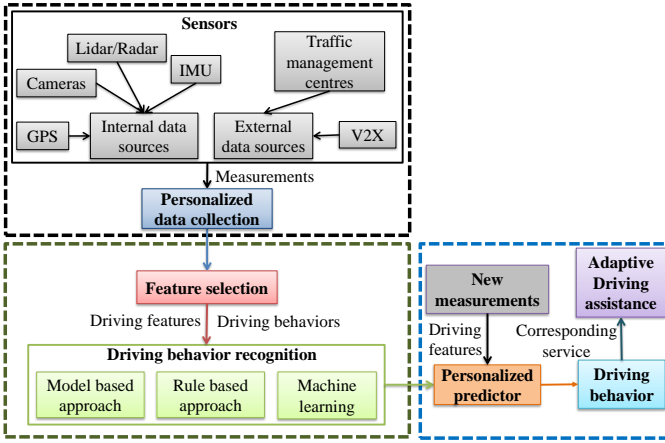 Sensors
Lidar/Radar
Cameras
IMU
GPS
Internal data
sources
Traffic
management
centres
External
data sources
V2X
Measurements
Personalized
data collection
Feature selection
Driving features
Driving behaviors
Driving behavior recognition
Model based
approach
Rule based
approach
Machine
learning
New
measurements
Driving
features
Personalized
predictor
Adaptive
Driving
assistance
Corresponding
service
Driving
behavior